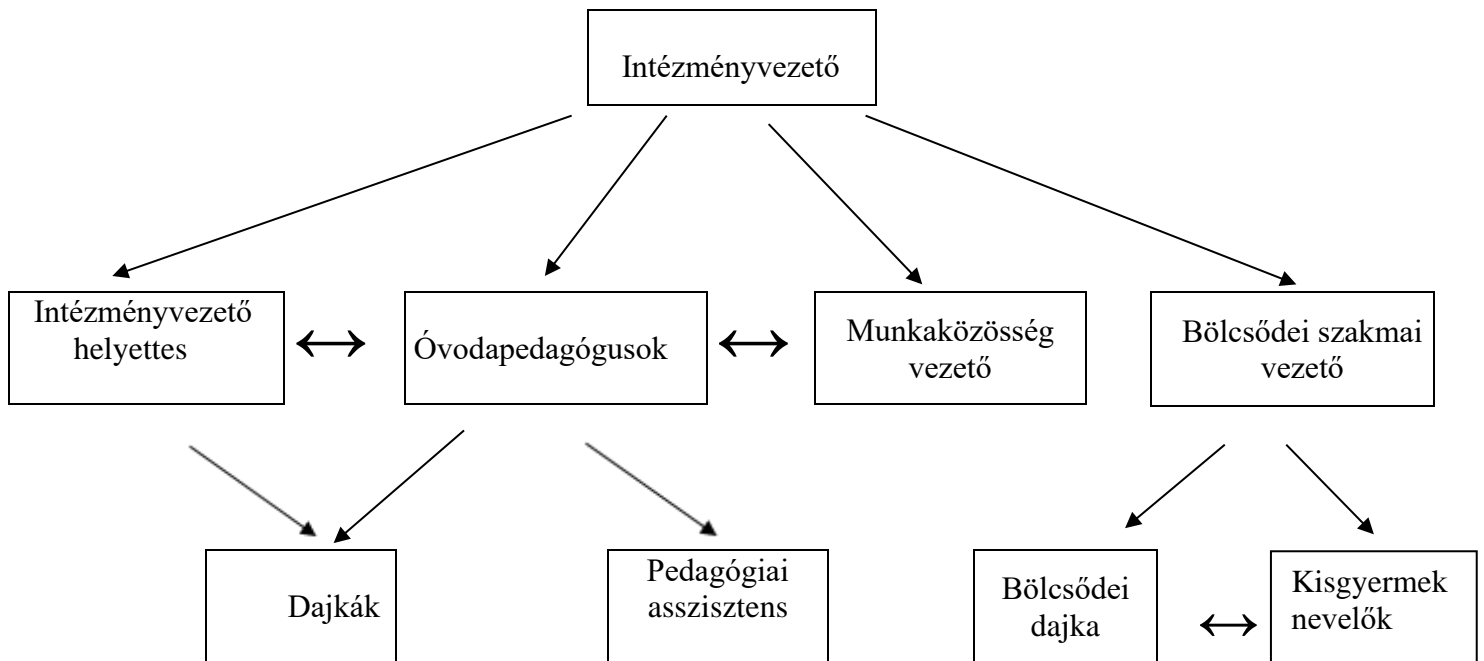 Intézményvezető
Intézményvezető
helyettes
Óvodapedagógusok
Munkaközösség
vezető
Bölcsődei szakmai
vezető
Dajkák
Pedagógiai
asszisztens
Bölcsődei
dajka
Kisgyermek
nevelők